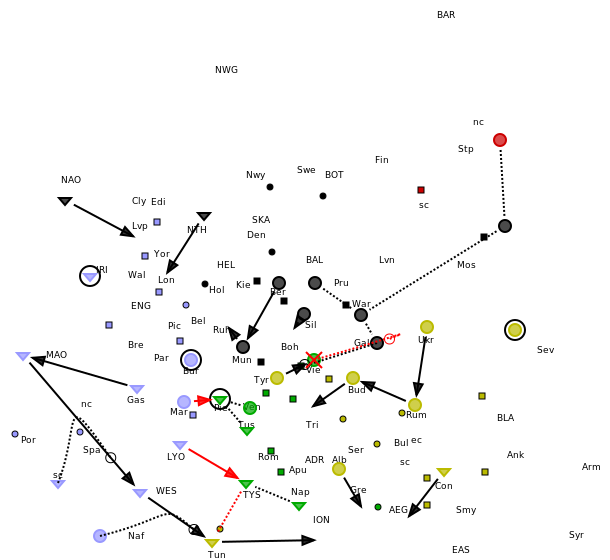 BAR
NWG
nc
Stp
Fin
Swe BOT
Nwy
NAO
sc
Cly Edi
SKA
Lvp
NTH
Den
Yor
BAL
Lvn
HEL
Mos
IRI
Wal
Lon
Kie
Pru
Hol
Ber
ENG
War
Bel
Sil
Pic
Ruh
Ukr
Bre
Gal
Boh
Sev
MAO
Par
Mun
Vie
Bur
Tyr
Bud
Gas
nc
Mar
Pie
Ven
Rum
BLA
Por
Tus
Tri
Spa
Ser
Bul ec
LYO
Rom
ADR Alb
sc
Ank
Apu
Arm
sc
WES
TYS
Nap
Gre
Con
AEG
Smy
ION
Naf
Syr
Tun
EAS